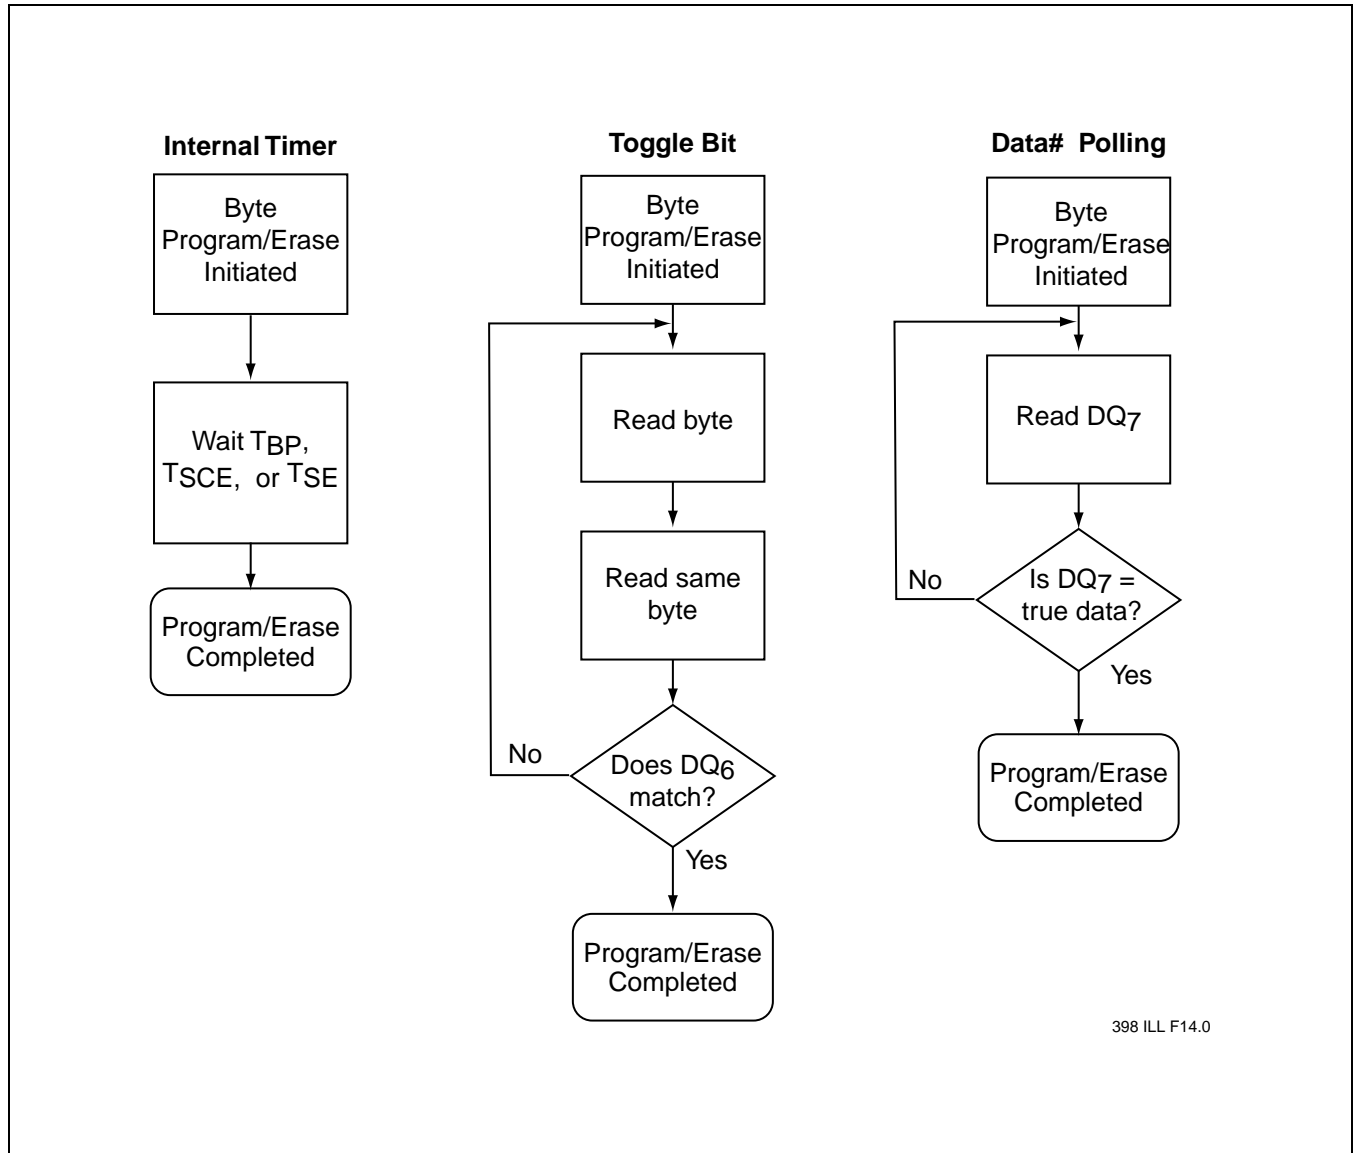 Internal Timer
Byte
Program/Erase
Initiated
Wait TBP,
TSCE, or TSE
Program/Erase
Completed
Toggle Bit
Byte
Program/Erase
Initiated
Read byte
Read same
byte
Does DQ6
match?
No
Yes
Program/Erase
Completed
Data# Polling
Byte
Program/Erase
Initiated
Read DQ7
Is DQ7 =
true data?
No
Yes
Program/Erase
Completed
398 ILL F14.0